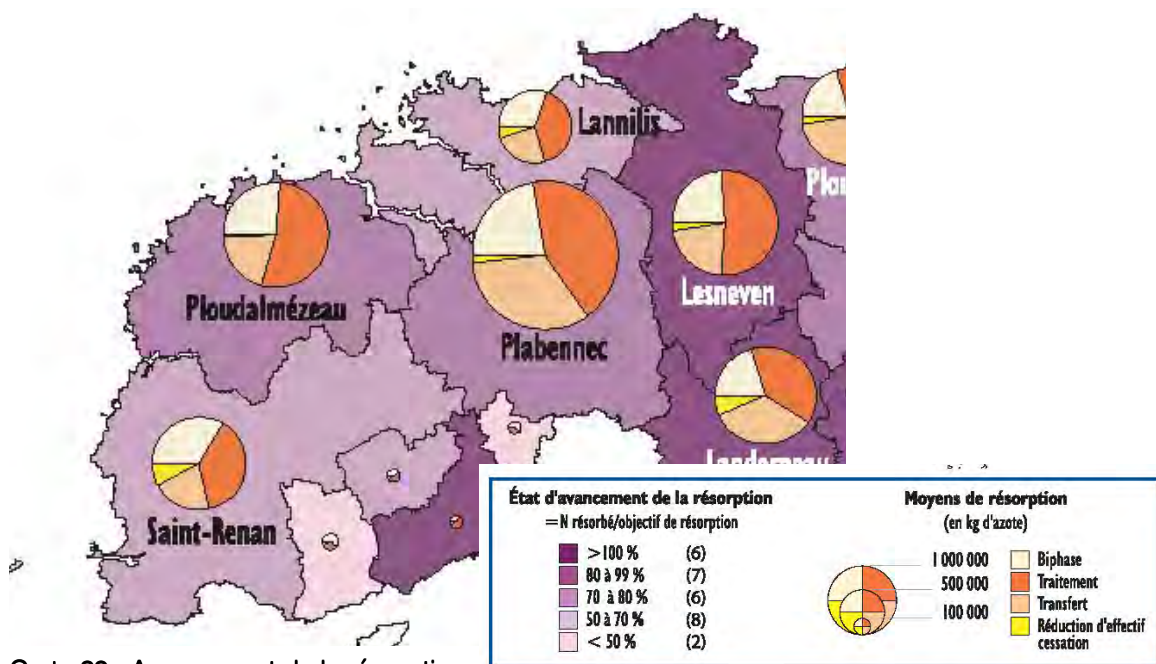 Lannilis
Plou
Ploudalmézeau
Lesneven
Plabennec
Landerneau
Saint-Renan
État d'avancement de la résorption
=N résorbé/objectif de résorption
>100 % (6)
80 à 99 % (7)
70 à 80 % (6)
50 à 70 % (8)
< 50 % (2)
Moyens de résorption
(en kg d'azote)
1 000 000
500 000
100 000
Biphase
Traitement
Transfert
Réduction d'effectif
cessation